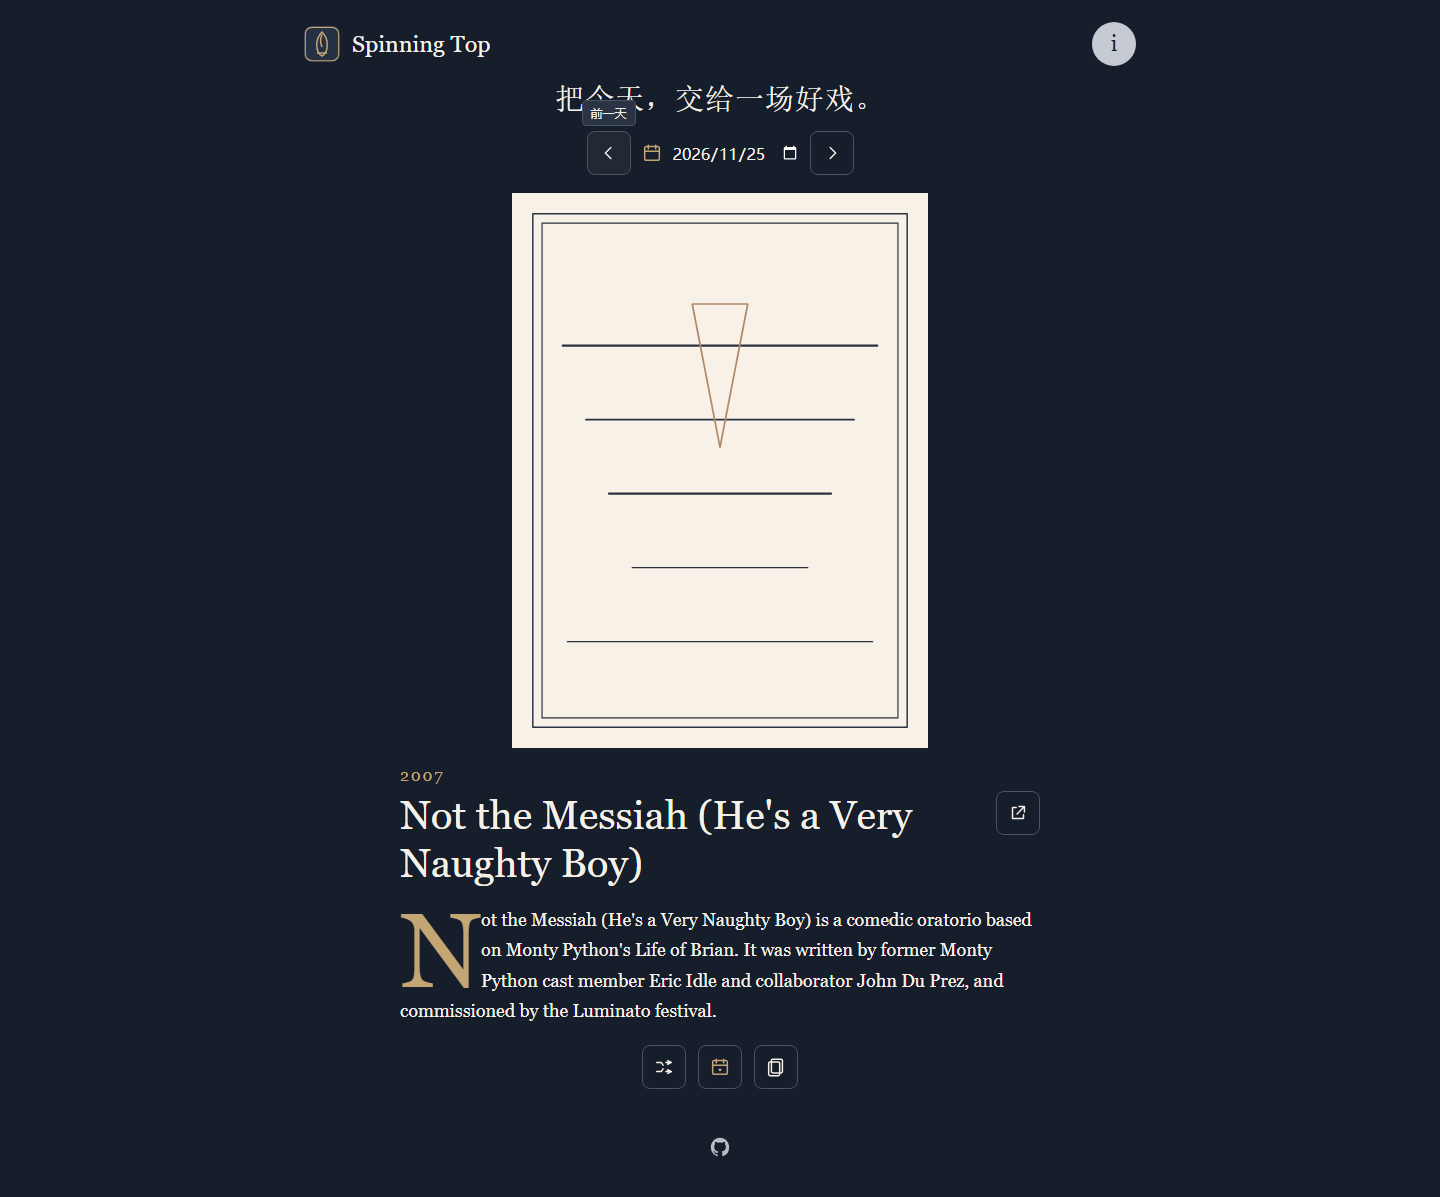 Spinning Top
i
把今天，交给一场好戏。
前一天
2026/11/25
2007
Not the Messiah (He's a Very
Naughty Boy)
Not the Messiah (He's a Very Naughty Boy) is a comedic oratorio based
on Monty Python's Life of Brian. It was written by former Monty
Python cast member Eric Idle and collaborator John Du Prez, and
commissioned by the Luminato festival.